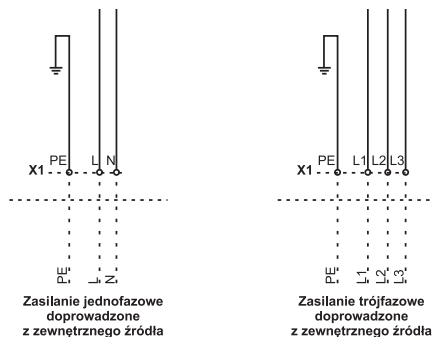 PE L N
X1
PE L N
Zasilanie jednofazowe
doprowadzone
z zewnętrznego źródła
PE L1 L2 L3
X1
PE L1 L2 L3
Zasilanie trójfazowe
doprowadzone
z zewnętrznego źródła